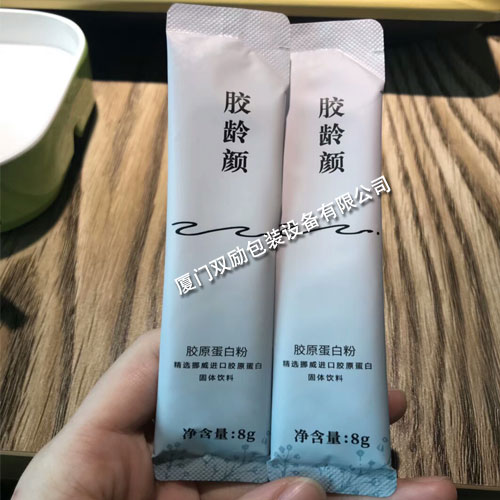 胶龄颜
胶原蛋白粉
精选挪威进口胶原蛋白
固体饮料
净含量:8g
胶龄颜
胶原蛋白粉
精选挪威进口胶原蛋白
固体饮料
净含量:8g
厦门双励包装设备有限公司